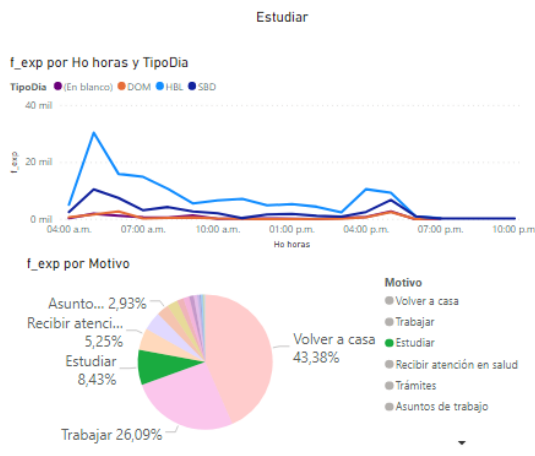 Estudiar
f_exp por Ho horas y TipoDia
TipoDia (En blanco) DOM HBL SBD
40 mil
20 mil
0 mil
f_exp
04:00 a.m. 07:00 a.m. 10:00 a.m. 01:00 p.m. 04:00 p.m. 07:00 p.m. 10:00 p.m
Ho horas
f_exp por Motivo
Asunto... 2,93%
Recibir atenci...
5,25%
Estudiar
8,43%
Trabajar 26,09%
Volver a casa
43,38%
Motivo
Volver a casa
Trabajar
Estudiar
Recibir atención en salud
Trámites
Asuntos de trabajo